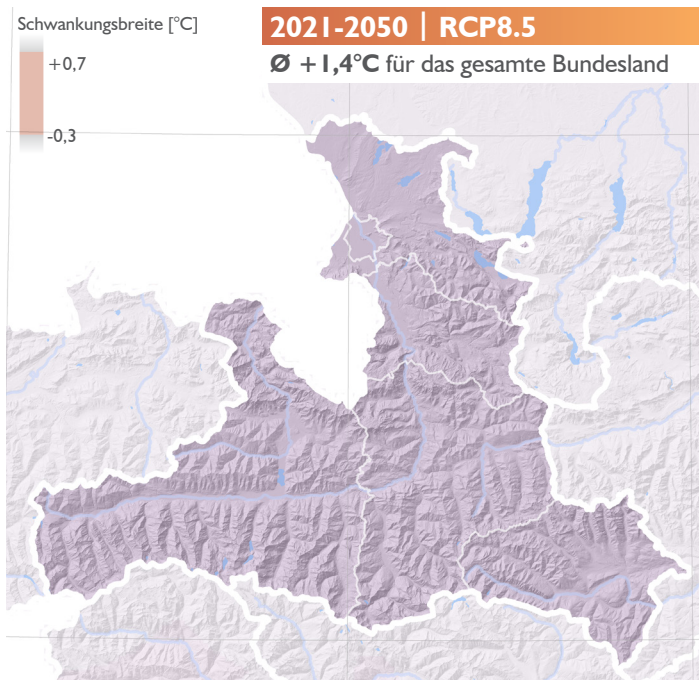 Schwankungsbreite [°C]
+0,7
-0,3
2021-2050 | RCP8.5
Ø +1,4°C für das gesamte Bundesland